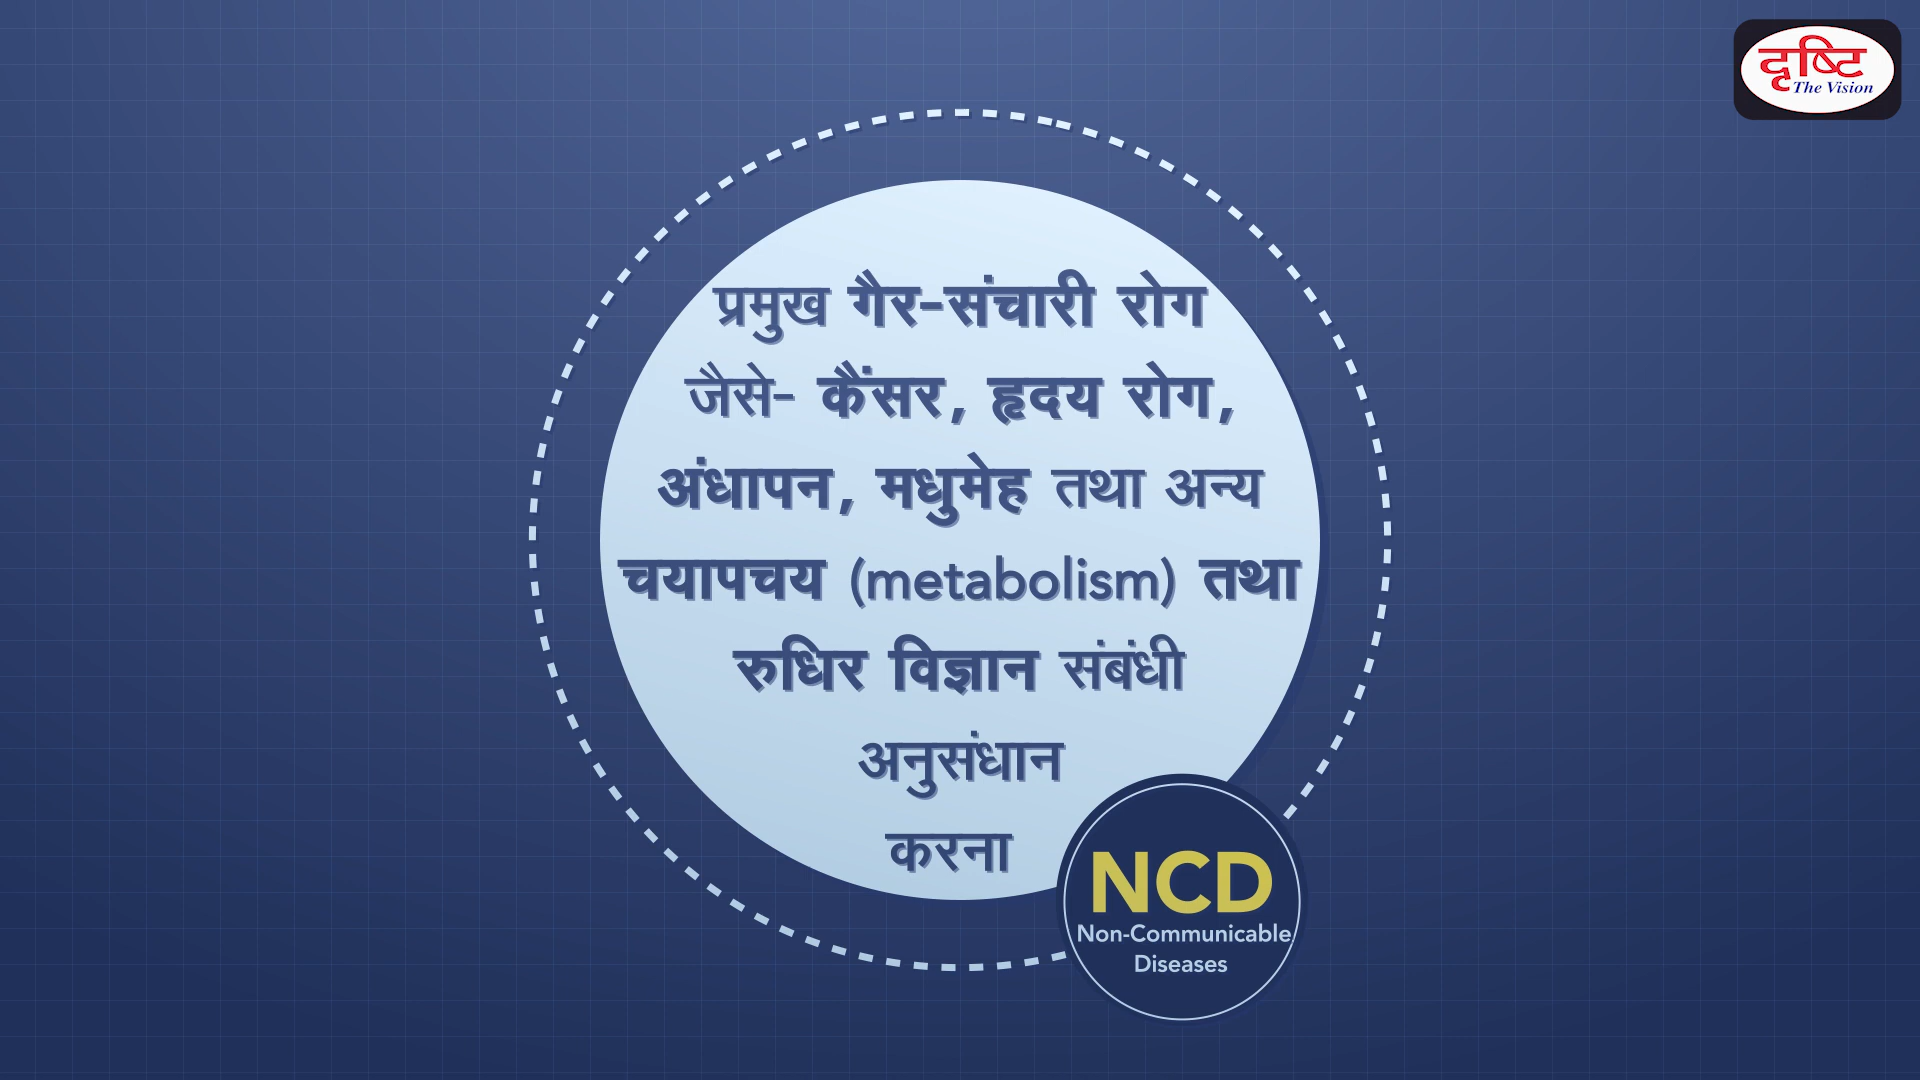 दृष्टि
The Vision
प्रमुख गैर-संचारी रोग
जैसे- कैंसर, हृदय रोग,
अंधापन, मधुमेह तथा अन्य
चयापचय (metabolism) तथा
रुधिर विज्ञान संबंधी
अनुसंधान
करना
NCD
Non-Communicable
Diseases